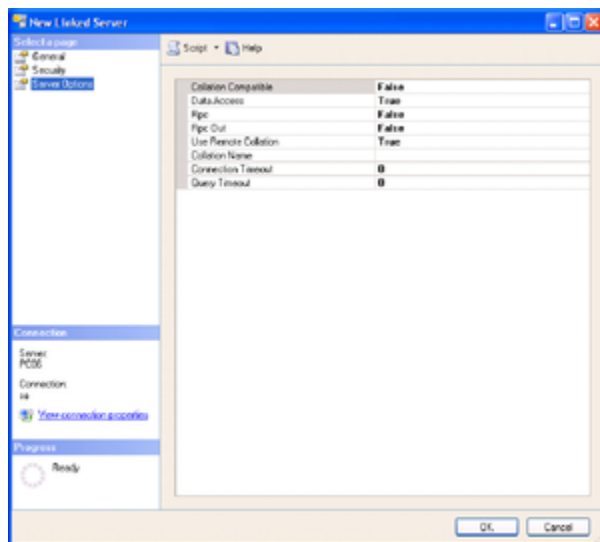 New Linked Server
Select a page
General
Security
Server Options
Script Help
Collation Compatible False
Data Access True
Rpc False
Rpc Out False
Use Remote Collation True
Collation Name
Connection Timeout 0
Query Timeout 0
Connection
Server:
PC06
Connection:
sa
View connection properties
Progress
Ready
OK Cancel